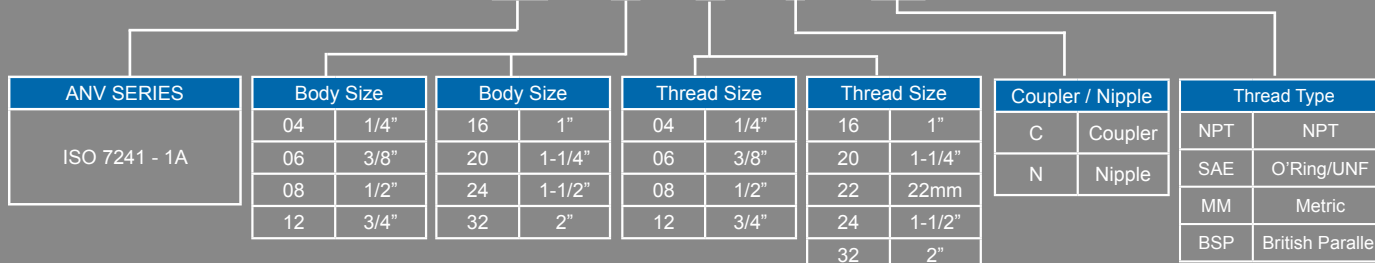 ANV SERIES
ISO 7241 - 1A
Body Size
04 1/4”
06 3/8”
08 1/2”
12 3/4”
Body Size
16 1”
20 1-1/4”
24 1-1/2”
32 2”
Thread Size
04 1/4”
06 3/8”
08 1/2”
12 3/4”
Thread Size
16 1”
20 1-1/4”
22 22mm
24 1-1/2”
32 2”
Coupler / Nipple
C Coupler
N Nipple
Thread Type
NPT NPT
SAE O’Ring/UNF
MM Metric
BSP British Paralle